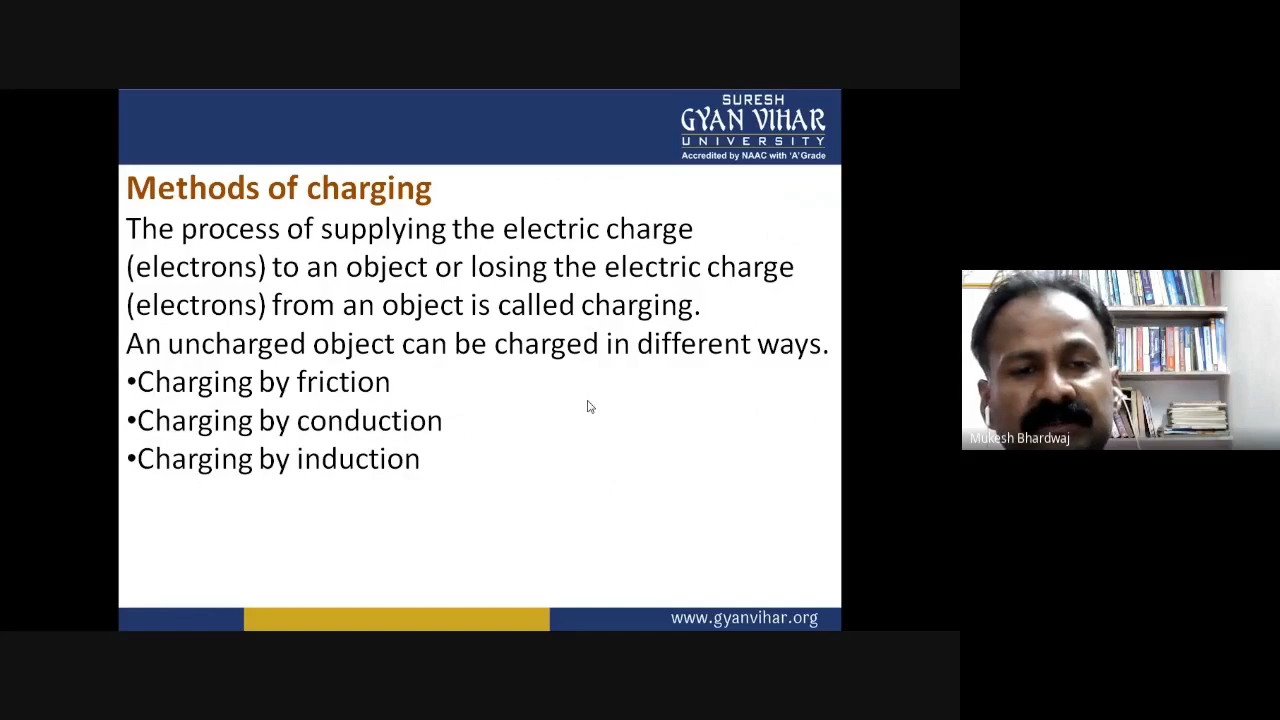 SURESH
GYAN VIHAR
UNIVERSITY
Accredited by NAAC with 'A' Grade
Methods of charging
The process of supplying the electric charge
(electrons) to an object or losing the electric charge
(electrons) from an object is called charging.
An uncharged object can be charged in different ways.
•Charging by friction
•Charging by conduction
•Charging by induction
www.gyanvihar.org
Mukesh Bhardwaj